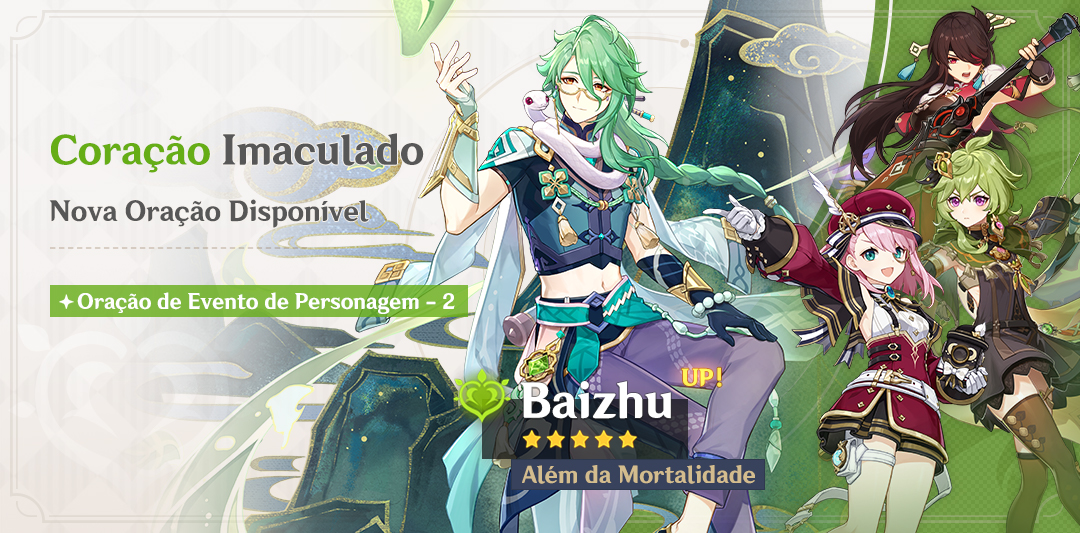 Coração Imaculado
Nova Oração Disponível
Oração de Evento de Personagem - 2
UP!
Baizhu
Além da Mortalidade